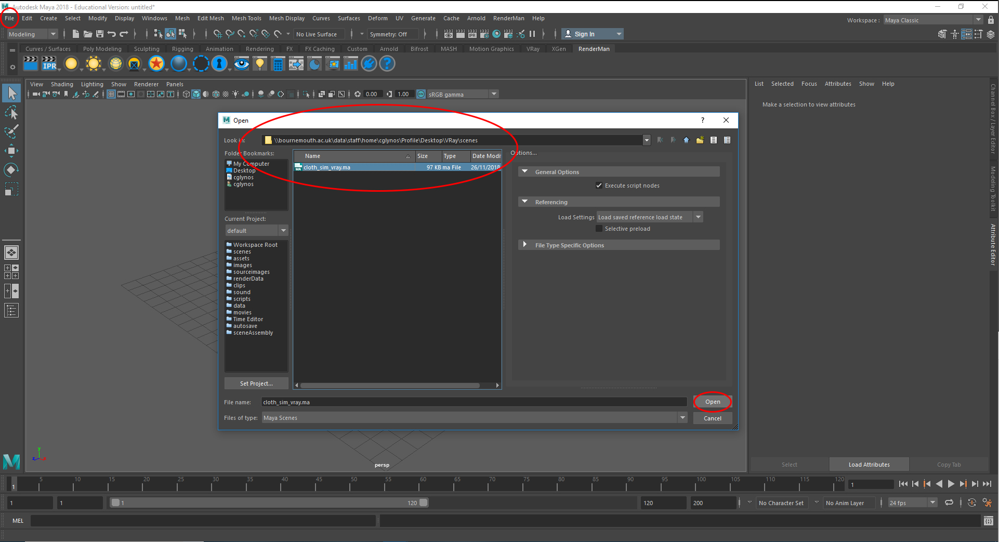 Autodesk Maya 2018 - Educational Version: untitled*
File Edit Create Select Modify Display Windows Mesh Edit Mesh Mesh Tools Mesh Display Curves Surfaces Deform UV Generate Cache Arnold RenderMan Help
Workspace : Maya Classic
Modeling No Live Surface Symmetry: Off IPR Sign In
Curves / Surfaces Poly Modeling Sculpting Rigging Animation Rendering FX FX Caching Custom Arnold Bifrost MASH Motion Graphics VRay XGen RenderMan
IPR ?
View Shading Lighting Show Renderer Panels
0.00 1.00 ON sRGB gamma
List Selected Focus Attributes Show Help
Make a selection to view attributes
Channel Box / Layer Editor
Modeling Toolkit
Attribute Editor
M Open ?
Look in: \\bournemouth.ac.uk\data\staff\home\cglynos\Profile\Desktop\VRay\scenes
Folder Bookmarks:
My Computer
Desktop
cglynos
cglynos
Name Size Type Date Modif
cloth_sim_vray.ma 97 KB ma File 26/11/2018
Options...
General Options
Execute script nodes
Referencing
Load Settings Load saved reference load state
Selective preload
File Type Specific Options
Current Project:
default
Workspace Root
scenes
assets
images
sourceimages
renderData
clips
sound
scripts
data
movies
Time Editor
autosave
sceneAssembly
Set Project...
File name: cloth_sim_vray.ma Open
Files of type: Maya Scenes Cancel
y
z x
persp
Select Load Attributes Copy Tab
5 10 15 20 25 30 35 40 45 50 55 60 65 70 75 80 85 90 95 100 105 110 115 120
1 1
1 1 1 120 120 200 No Character Set No Anim Layer 24 fps
MEL